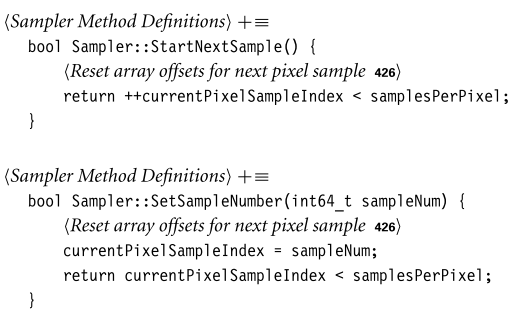 ⟨Sampler Method Definitions⟩ +≡
bool Sampler::StartNextSample() {
⟨Reset array offsets for next pixel sample 426⟩
return ++currentPixelSampleIndex < samplesPerPixel;
}
⟨Sampler Method Definitions⟩ +≡
bool Sampler::SetSampleNumber(int64_t sampleNum) {
⟨Reset array offsets for next pixel sample 426⟩
currentPixelSampleIndex = sampleNum;
return currentPixelSampleIndex < samplesPerPixel;
}